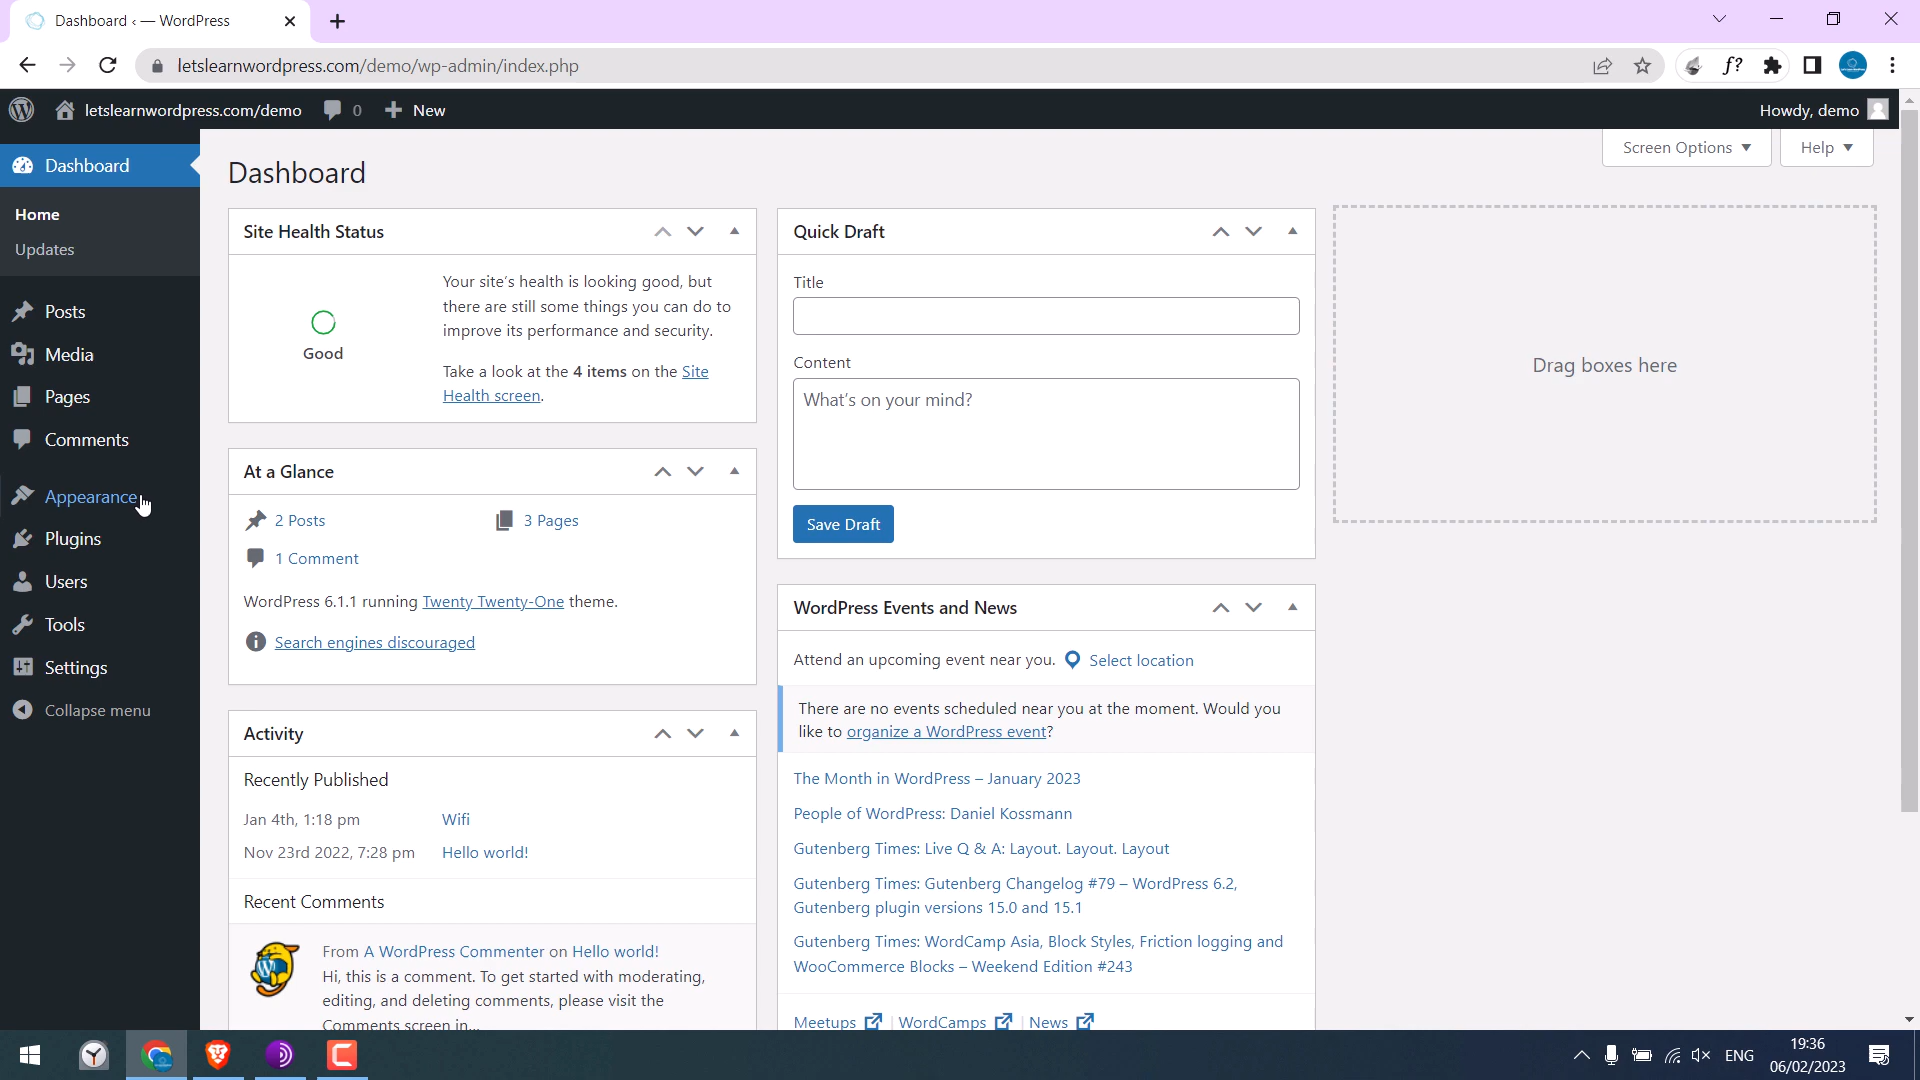 Dashboard ‹ — WordPress
letslearnwordpress.com/demo/wp-admin/index.php
f?
letslearnwordpress.com/demo
0
New
Howdy, demo
Dashboard
Home
Updates
Posts
Media
Pages
Comments
Appearance
Plugins
Users
Tools
Settings
Collapse menu
Screen Options
Help
Dashboard
Site Health Status
Good
Your site's health is looking good, but
there are still some things you can do to
improve its performance and security.
Take a look at the 4 items on the Site
Health screen.
At a Glance
2 Posts
3 Pages
1 Comment
WordPress 6.1.1 running Twenty Twenty-One theme.
Search engines discouraged
Activity
Recently Published
Jan 4th, 1:18 pm Wifi
Nov 23rd 2022, 7:28 pm Hello world!
Recent Comments
From A WordPress Commenter on Hello world!
Hi, this is a comment. To get started with moderating,
editing, and deleting comments, please visit the
Comments screen in...
Quick Draft
Title
Content
What's on your mind?
Save Draft
WordPress Events and News
Attend an upcoming event near you. Select location
There are no events scheduled near you at the moment. Would you
like to organize a WordPress event?
The Month in WordPress – January 2023
People of WordPress: Daniel Kossmann
Gutenberg Times: Live Q & A: Layout. Layout. Layout
Gutenberg Times: Gutenberg Changelog #79 – WordPress 6.2,
Gutenberg plugin versions 15.0 and 15.1
Gutenberg Times: WordCamp Asia, Block Styles, Friction logging and
WooCommerce Blocks – Weekend Edition #243
Meetups | WordCamps | News
Drag boxes here
ENG
19:36
06/02/2023